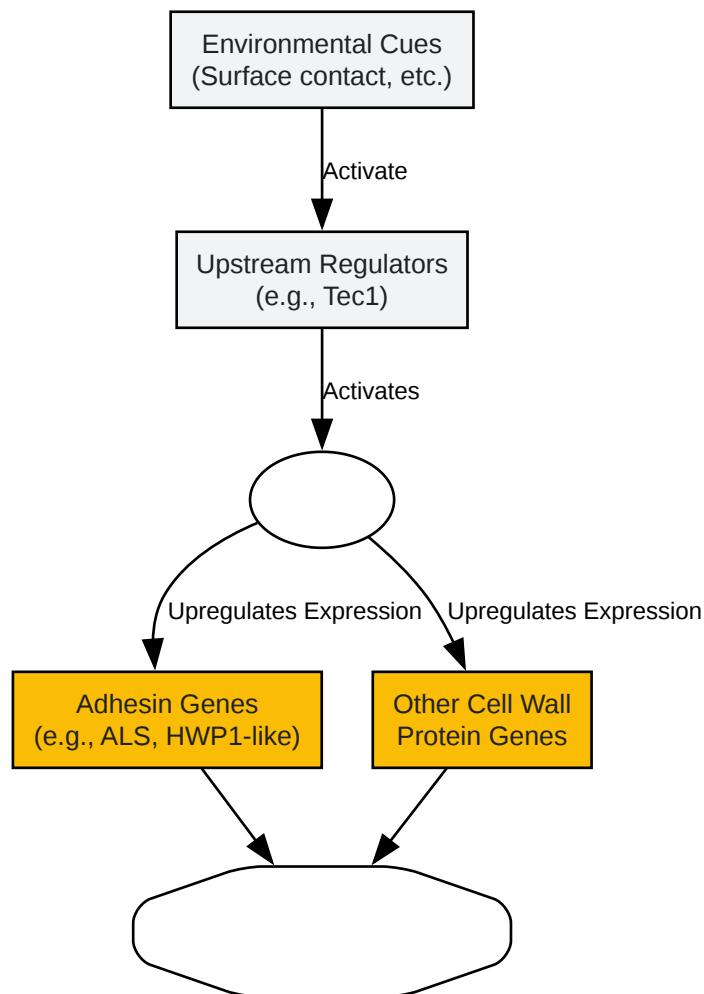 Environmental Cues
(Surface contact, etc.)
Activate
Upstream Regulators
(e.g., Tec1)
Activates
Upregulates Expression
Upregulates Expression
Adhesin Genes
(e.g., ALS, HWP1-like)
Other Cell Wall
Protein Genes